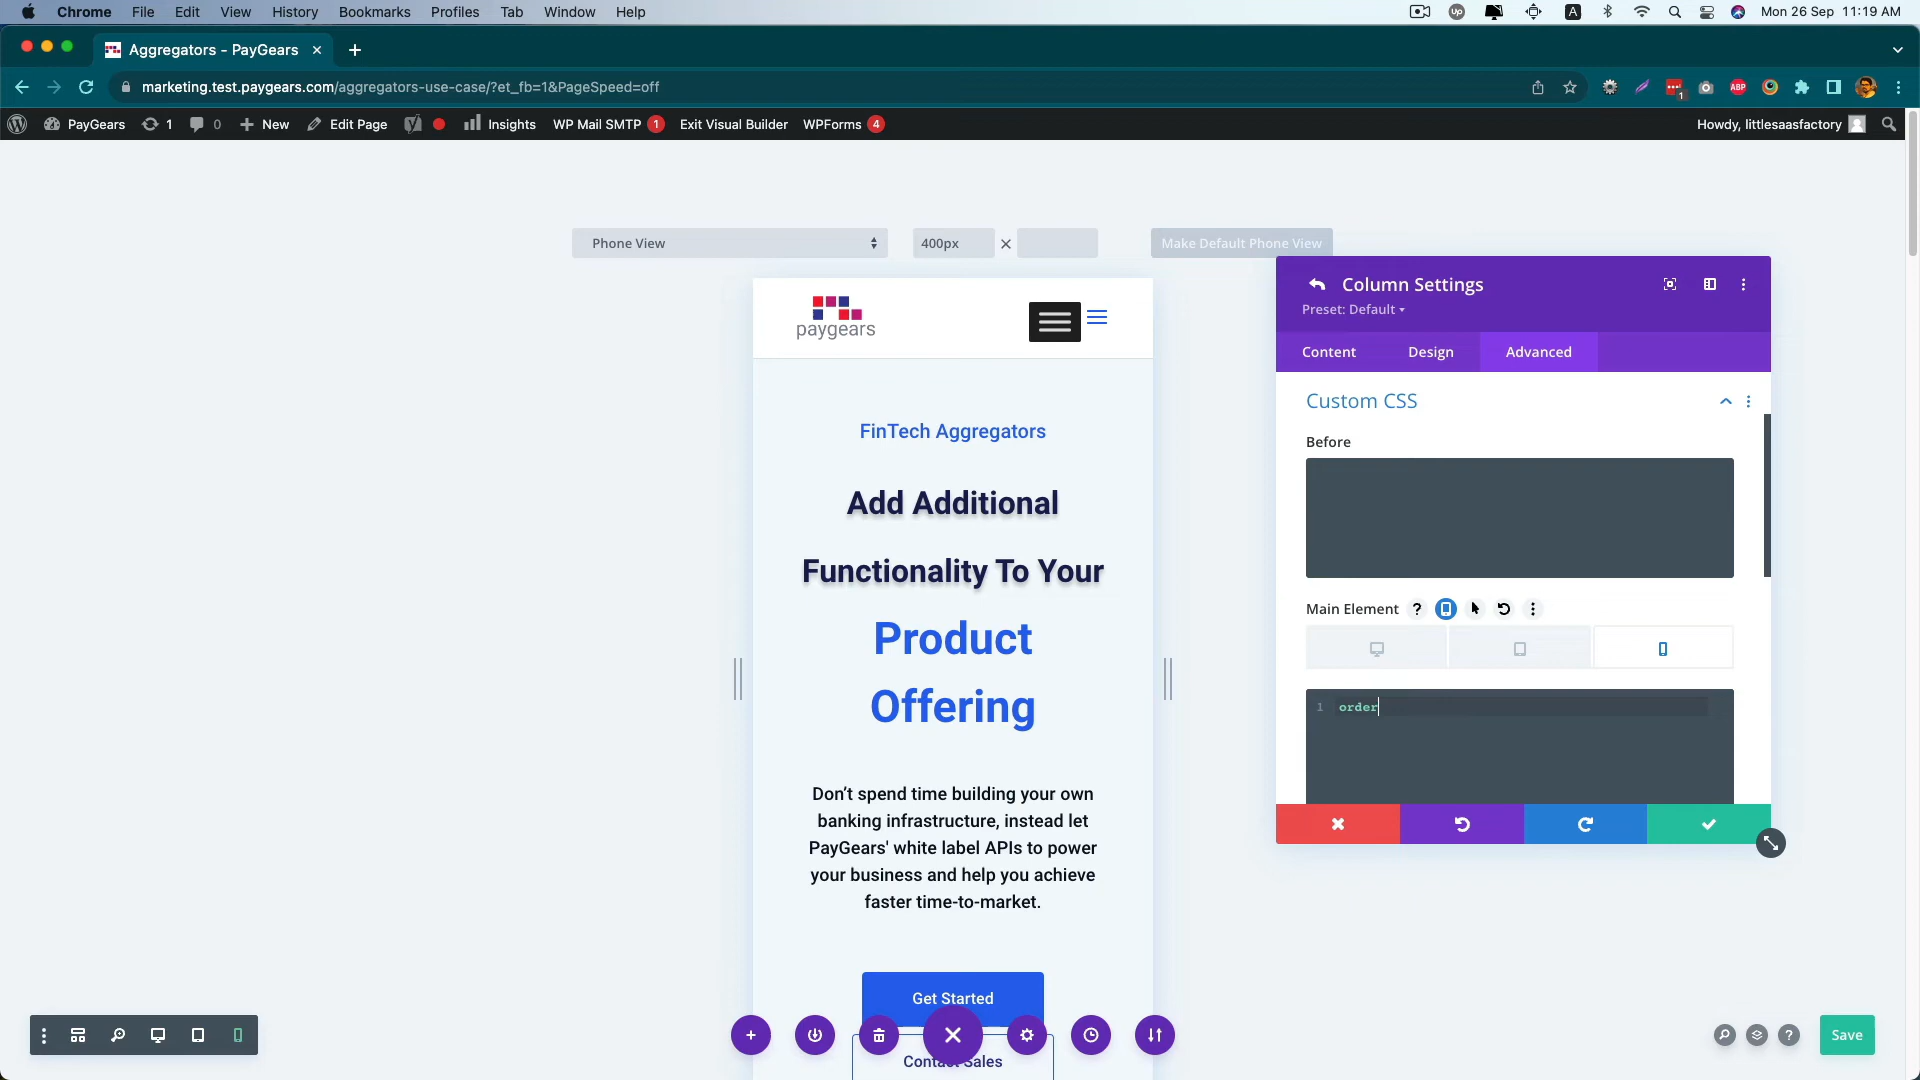 Chrome File Edit View History Bookmarks Profiles Tab Window Help
Up A Mon 26 Sep 11:19 AM
Aggregators - PayGears
marketing.test.paygears.com/aggregators-use-case/?et_fb=1&PageSpeed=off
1 ABP
PayGears 1 0 New Edit Page Insights WP Mail SMTP 1 Exit Visual Builder WPForms 4 Howdy, littlesaasfactory
Phone View 400px Make Default Phone View
Column Settings
Preset: Default
Content Design Advanced
Custom CSS
Before
Main Element ?
1 order
paygears
FinTech Aggregators
Add Additional
Functionality To Your
Product
Offering
Don’t spend time building your own
banking infrastructure, instead let
PayGears' white label APIs to power
your business and help you achieve
faster time-to-market.
Get Started
Contact Sales
? Save